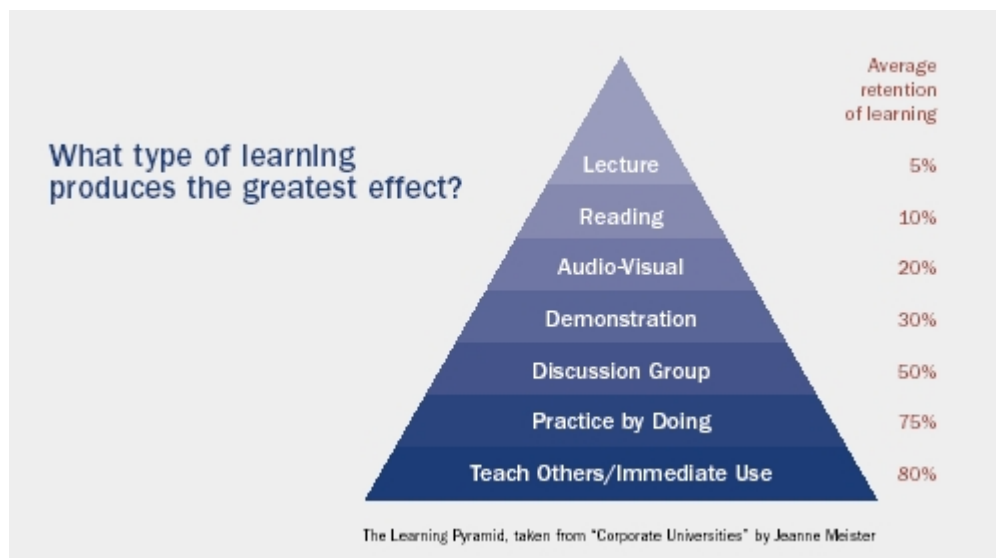 What type of learning
produces the greatest effect?
Average
retention
of learning
Lecture 5%
Reading 10%
Audio-Visual 20%
Demonstration 30%
Discussion Group 50%
Practice by Doing 75%
Teach Others/Immediate Use 80%
The Learning Pyramid, taken from “Corporate Universities” by Jeanne Meister